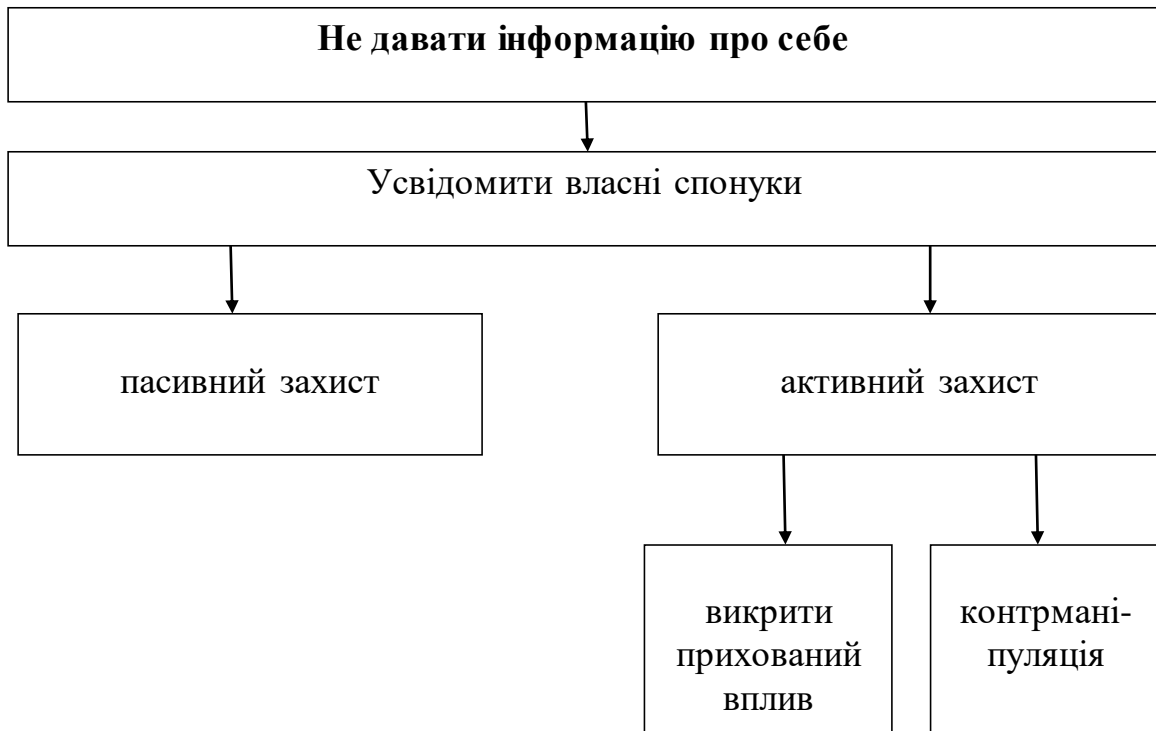 Не давати інформацію про себе
Усвідомити власні спонуки
пасивний захист
активний захист
викрити
прихований
вплив
контрмані-
пуляція